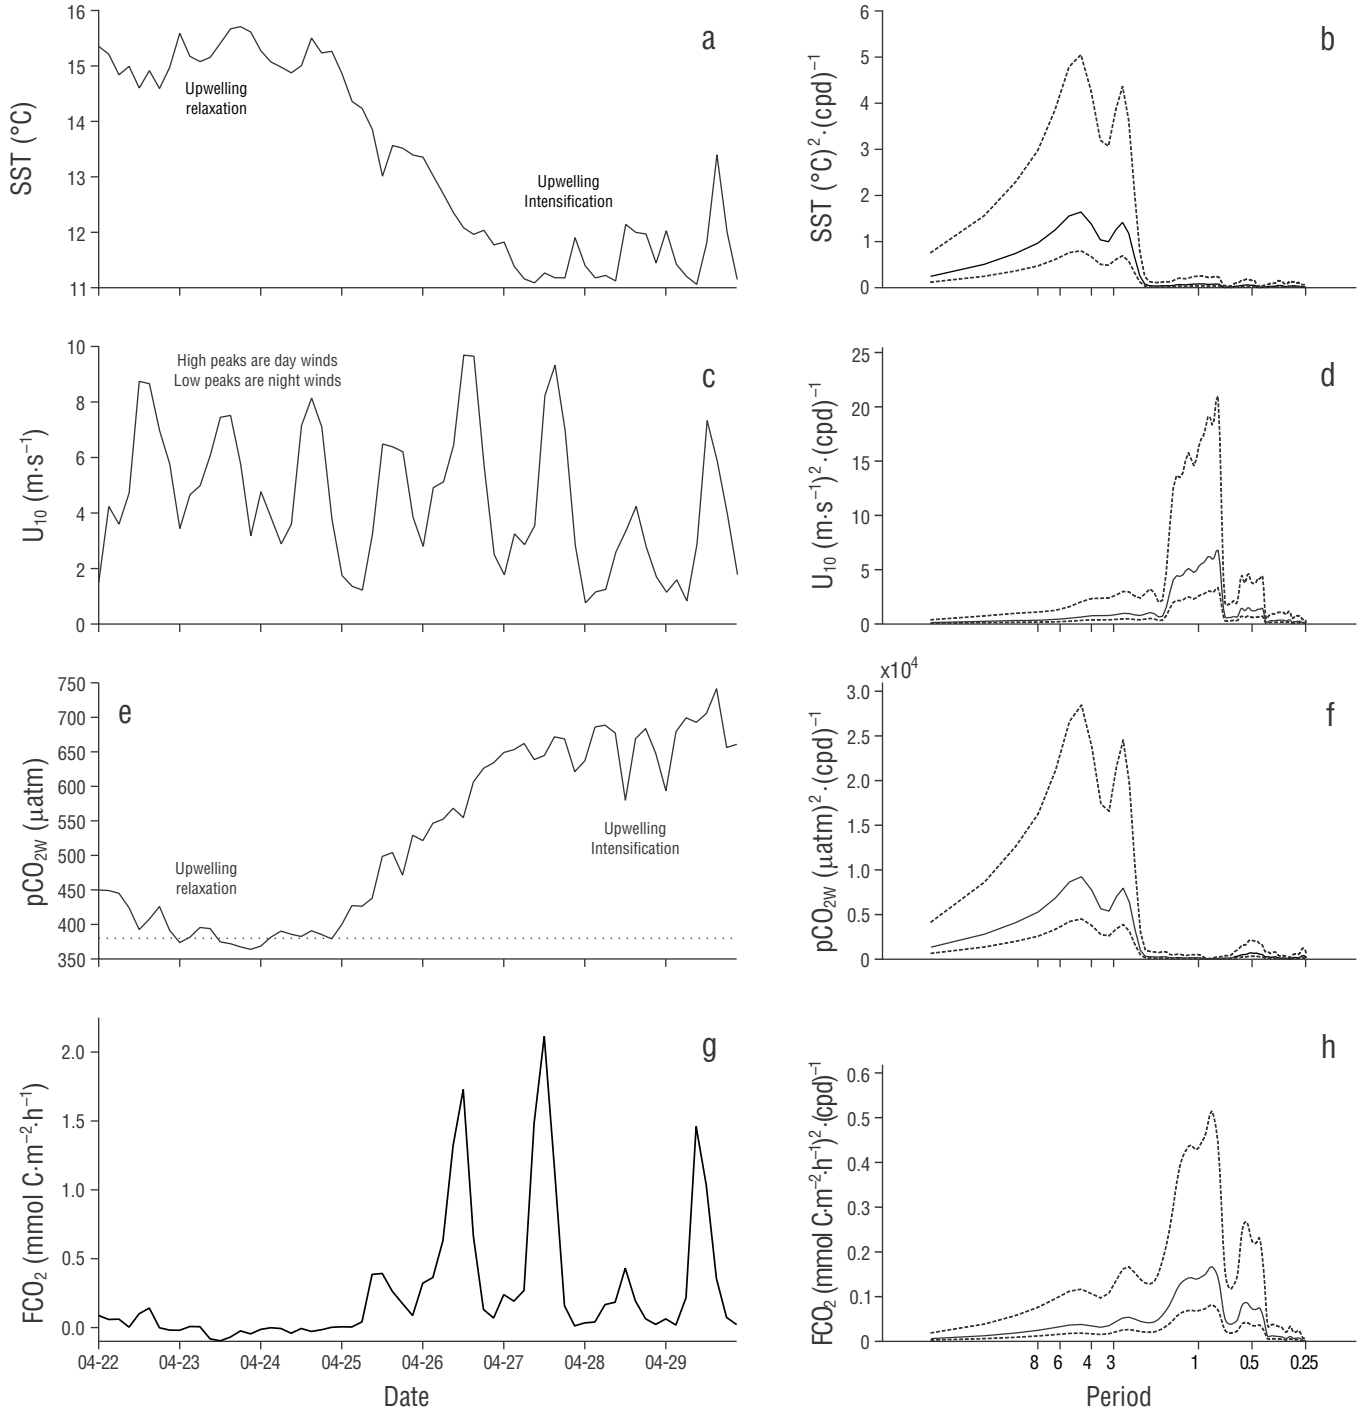 a
SST (°C)
16
15
14
13
12
11
Upwelling
relaxation
Upwelling
Intensification
b
SST (°C)²·(cpd)⁻¹
6
5
4
3
2
1
0
c
U₁₀ (m·s⁻¹)
10
8
6
4
2
0
High peaks are day winds
Low peaks are night winds
d
U₁₀ (m·s⁻¹)²·(cpd)⁻¹
25
20
15
10
5
0
e
pCO₂W (µatm)
750
700
650
600
550
500
450
400
350
Upwelling
relaxation
Upwelling
Intensification
x10⁴
f
pCO₂W (µatm)²·(cpd)⁻¹
3.0
2.5
2.0
1.5
1.0
0.5
0
g
FCO₂ (mmol C·m⁻²·h⁻¹)
2.0
1.5
1.0
0.5
0.0
04-22 04-23 04-24 04-25 04-26 04-27 04-28 04-29
Date
h
FCO₂ (mmol C·m⁻²·h⁻¹)²·(cpd)⁻¹
0.6
0.5
0.4
0.3
0.2
0.1
0
8 6 4 3 1 0.5 0.25
Period